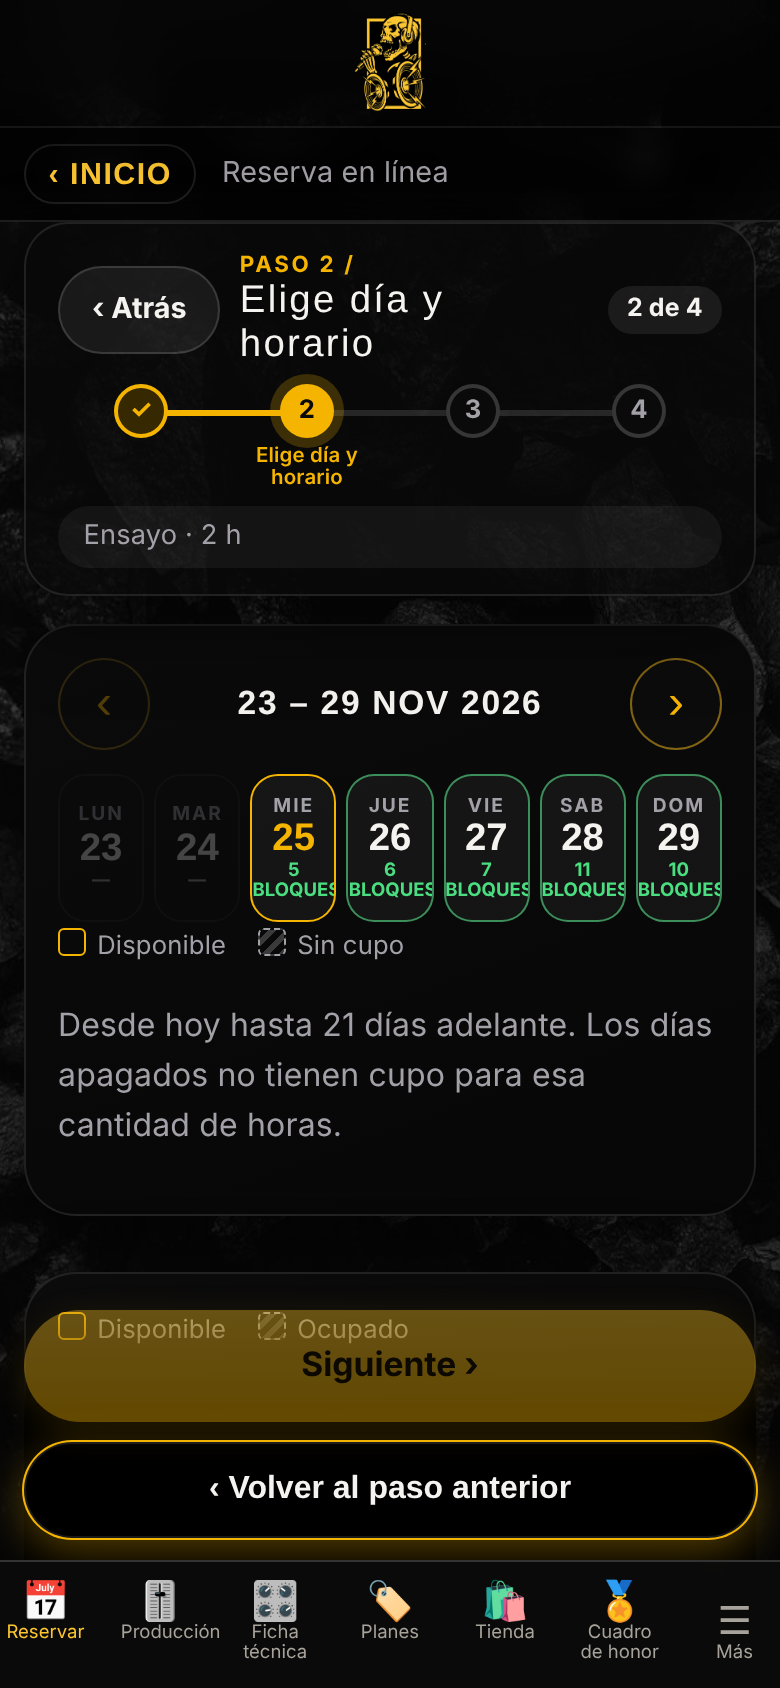 ‹ INICIO
Reserva en línea
‹ Atrás
PASO 2 /
Elige día y
horario
2 de 4
2
3
4
Elige día y
horario
Ensayo · 2 h
‹
23 – 29 NOV 2026
›
LUN
23
—
MAR
24
—
MIE
25
5
BLOQUES
JUE
26
6
BLOQUES
VIE
27
7
BLOQUES
SAB
28
11
BLOQUES
DOM
29
10
BLOQUES
Disponible
Sin cupo
Desde hoy hasta 21 días adelante. Los días
apagados no tienen cupo para esa
cantidad de horas.
Disponible
Ocupado
Siguiente ›
‹ Volver al paso anterior
July
17
Reservar
Producción
Ficha
técnica
Planes
Tienda
Cuadro
de honor
Más